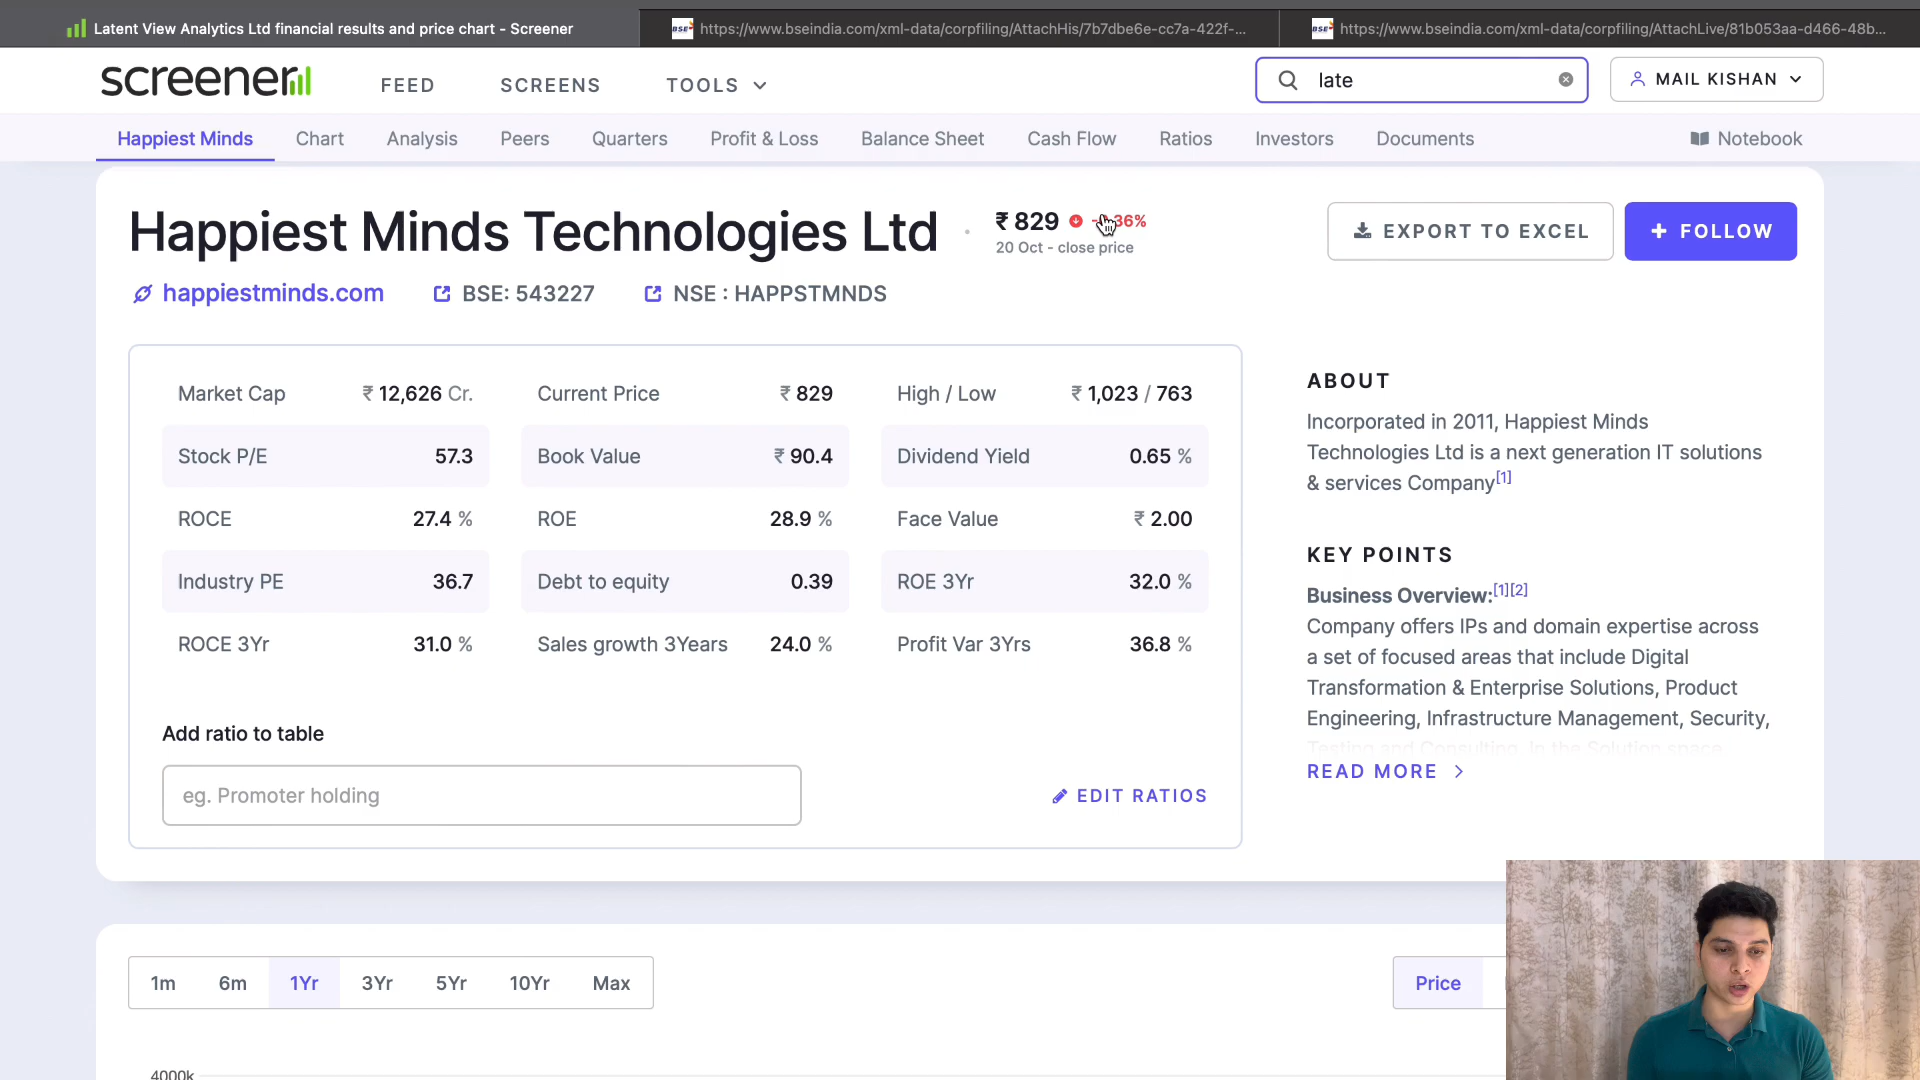 Latent View Analytics Ltd financial results and price chart - Screener
BSE https://www.bseindia.com/xml-data/corpfiling/AttachHis/7b7dbe6e-cc7a-422f-...
BSE https://www.bseindia.com/xml-data/corpfiling/AttachLive/81b053aa-d466-48b...
screener
FEED SCREENS TOOLS
late
MAIL KISHAN
Happiest Minds Chart Analysis Peers Quarters Profit & Loss Balance Sheet Cash Flow Ratios Investors Documents Notebook
Happiest Minds Technologies Ltd
₹ 829
20 Oct - close price
EXPORT TO EXCEL
+ FOLLOW
happiestminds.com BSE: 543227 NSE : HAPPSTMNDS
Market Cap ₹ 12,626 Cr. Current Price ₹ 829 High / Low ₹ 1,023 / 763
Stock P/E 57.3 Book Value ₹ 90.4 Dividend Yield 0.65 %
ROCE 27.4 % ROE 28.9 % Face Value ₹ 2.00
Industry PE 36.7 Debt to equity 0.39 ROE 3Yr 32.0 %
ROCE 3Yr 31.0 % Sales growth 3Years 24.0 % Profit Var 3Yrs 36.8 %
Add ratio to table
eg. Promoter holding
EDIT RATIOS
ABOUT
Incorporated in 2011, Happiest Minds
Technologies Ltd is a next generation IT solutions
& services Company[1]
KEY POINTS
Business Overview:[1][2]
Company offers IPs and domain expertise across
a set of focused areas that include Digital
Transformation & Enterprise Solutions, Product
Engineering, Infrastructure Management, Security,
Testing and Consulting. In the Solution space,
READ MORE
1m 6m 1Yr 3Yr 5Yr 10Yr Max
Price
4000k